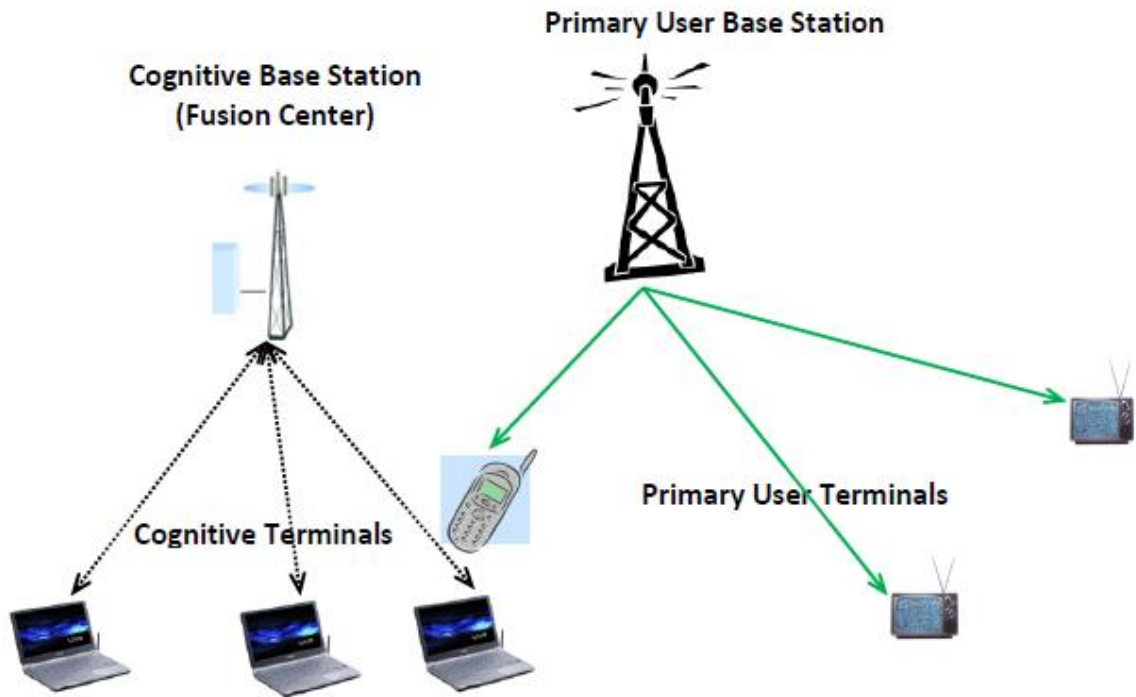 Primary User Base Station
Cognitive Base Station
(Fusion Center)
Primary User Terminals
Cognitive Terminals